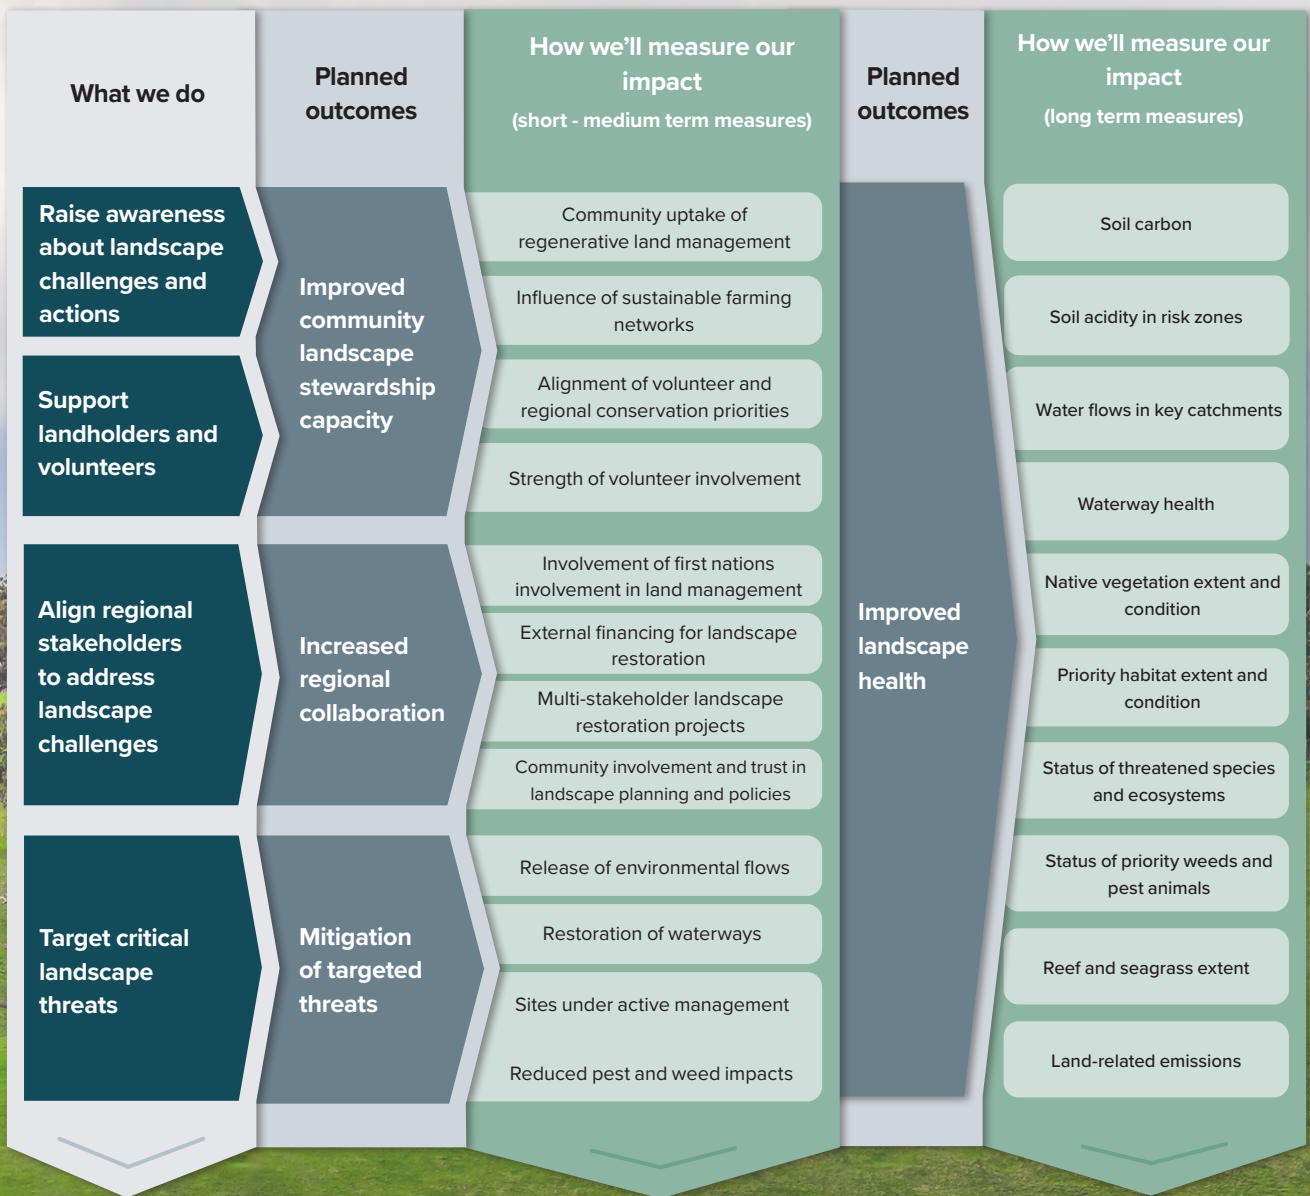 What we do
Planned
outcomes
How we'll measure our
impact
(short - medium term measures)
Planned
outcomes
How we'll measure our
impact
(long term measures)
Raise awareness
about landscape
challenges and
actions
Support
landholders and
volunteers
Improved
community
landscape
stewardship
capacity
Community uptake of
regenerative land management
Influence of sustainable farming
networks
Alignment of volunteer and
regional conservation priorities
Strength of volunteer involvement
Align regional
stakeholders
to address
landscape
challenges
Increased
regional
collaboration
Involvement of first nations
involvement in land management
External financing for landscape
restoration
Multi-stakeholder landscape
restoration projects
Community involvement and trust in
landscape planning and policies
Target critical
landscape
threats
Mitigation
of targeted
threats
Release of environmental flows
Restoration of waterways
Sites under active management
Reduced pest and weed impacts
Improved
landscape
health
Soil carbon
Soil acidity in risk zones
Water flows in key catchments
Waterway health
Native vegetation extent and
condition
Priority habitat extent and
condition
Status of threatened species
and ecosystems
Status of priority weeds and
pest animals
Reef and seagrass extent
Land-related emissions